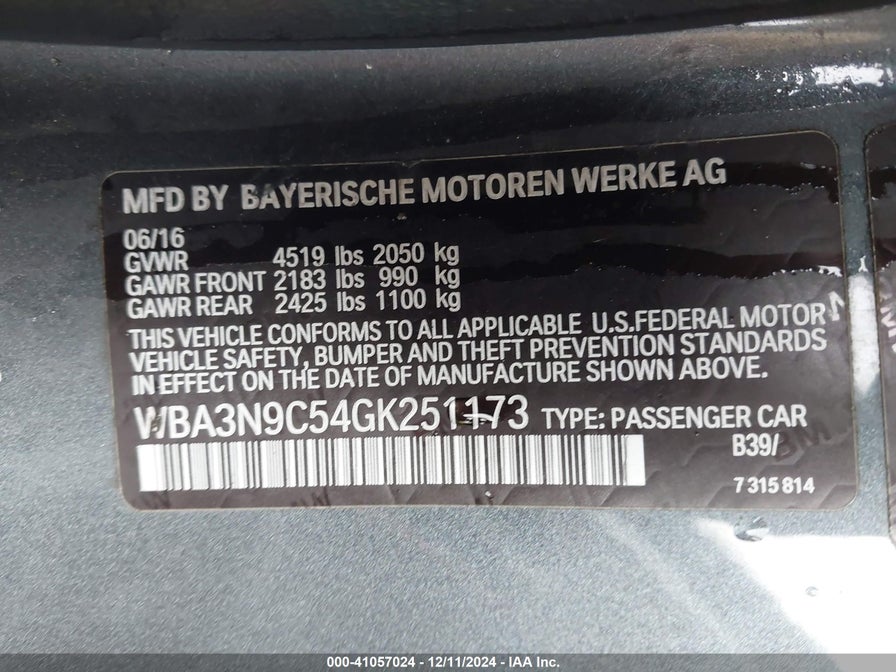 MFD BY BAYERISCHE MOTOREN WERKE AG
06/16
GVWR 4519 lbs 2050 kg
GAWR FRONT 2183 lbs 990 kg
GAWR REAR 2425 lbs 1100 kg
THIS VEHICLE CONFORMS TO ALL APPLICABLE U.S.FEDERAL MOTOR
VEHICLE SAFETY, BUMPER AND THEFT PREVENTION STANDARDS
IN EFFECT ON THE DATE OF MANUFACTURE SHOWN ABOVE.
WBA3N9C54GK251173 TYPE: PASSENGER CAR
B39/
7 315 814
000-41057024 - 12/11/2024 - IAA Inc.